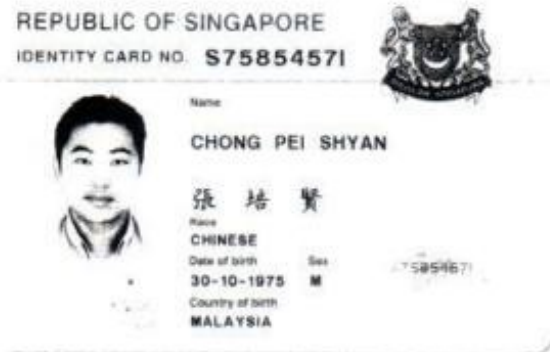 REPUBLIC OF SINGAPORE
IDENTITY CARD NO. S7585457I
Name
CHONG PEI SHYAN
張 培 賢
Race
CHINESE
Date of birth Sex
30-10-1975 M
Country of birth
MALAYSIA